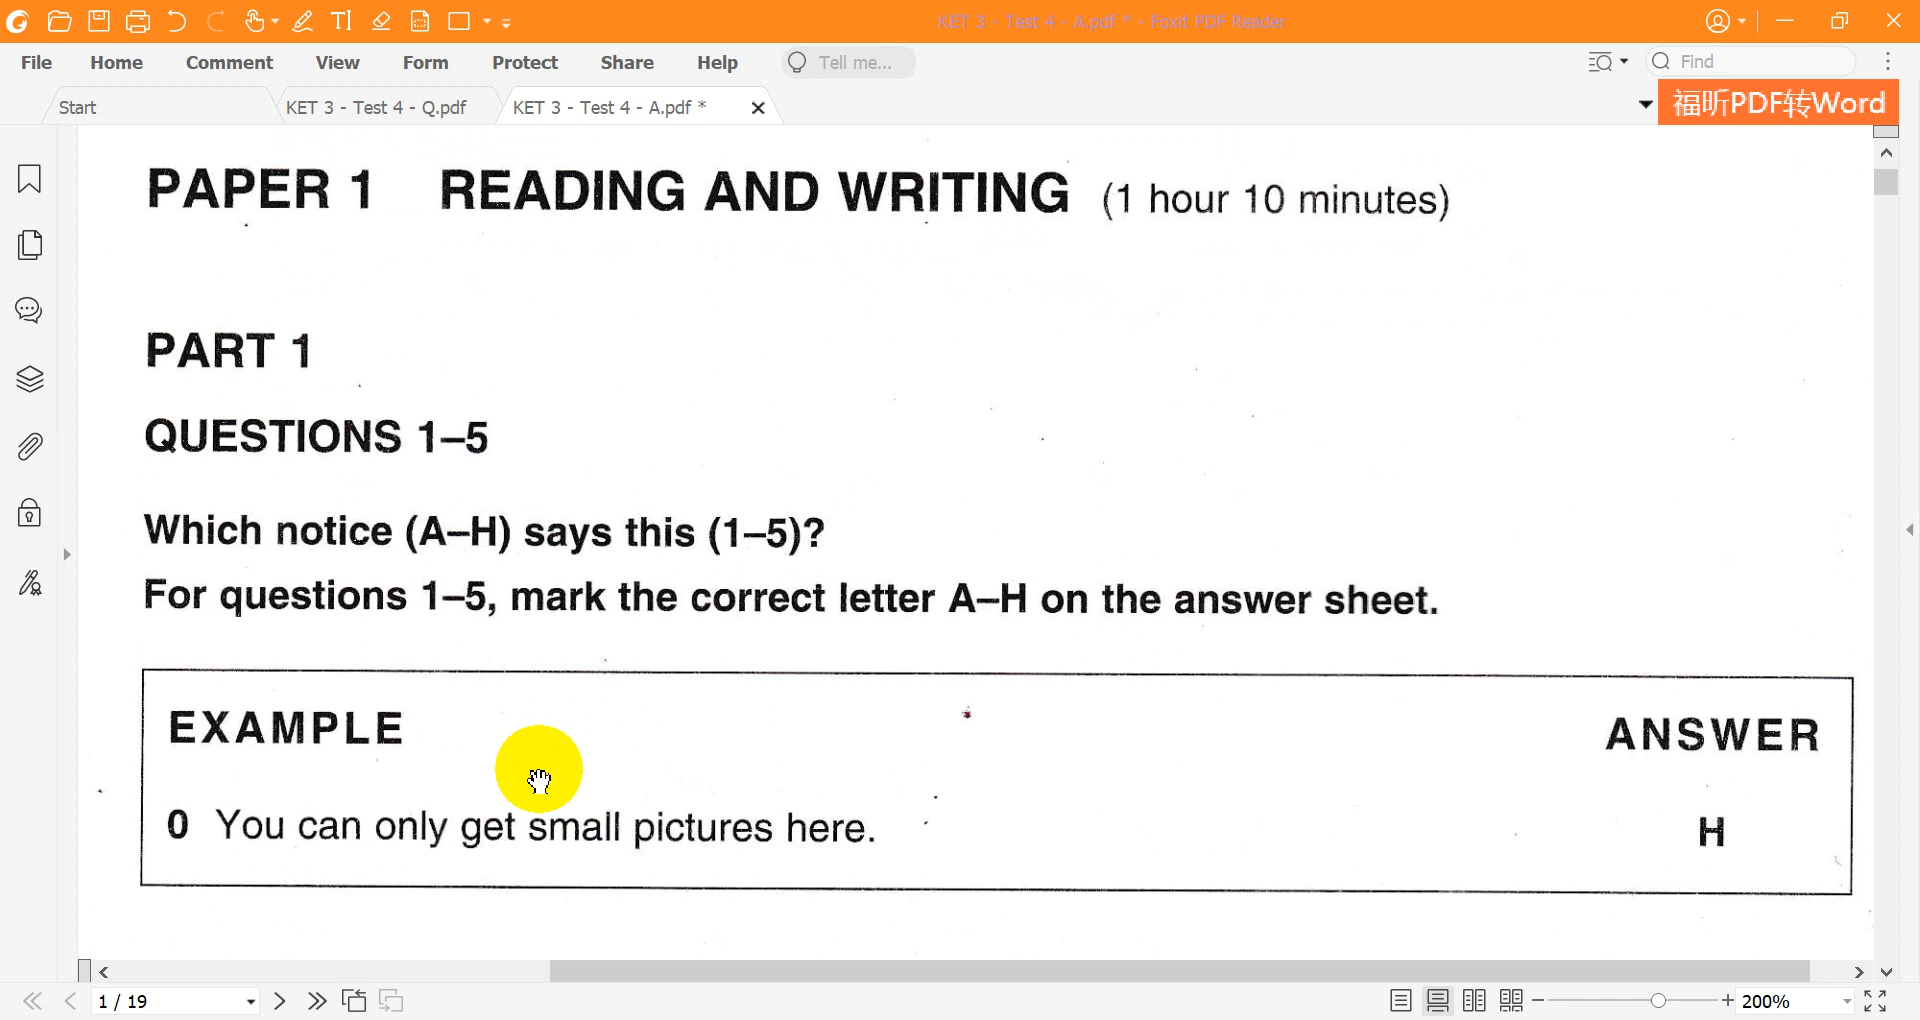 KET 3 - Test 4 - A.pdf * - Foxit PDF Reader
File Home Comment View Form Protect Share Help Tell me... Find
Start KET 3 - Test 4 - Q.pdf KET 3 - Test 4 - A.pdf * 福昕PDF转Word
PAPER 1 READING AND WRITING (1 hour 10 minutes)
PART 1
QUESTIONS 1–5
Which notice (A–H) says this (1–5)?
For questions 1–5, mark the correct letter A–H on the answer sheet.
EXAMPLE ANSWER
0 You can only get small pictures here. H
1 / 19 200%